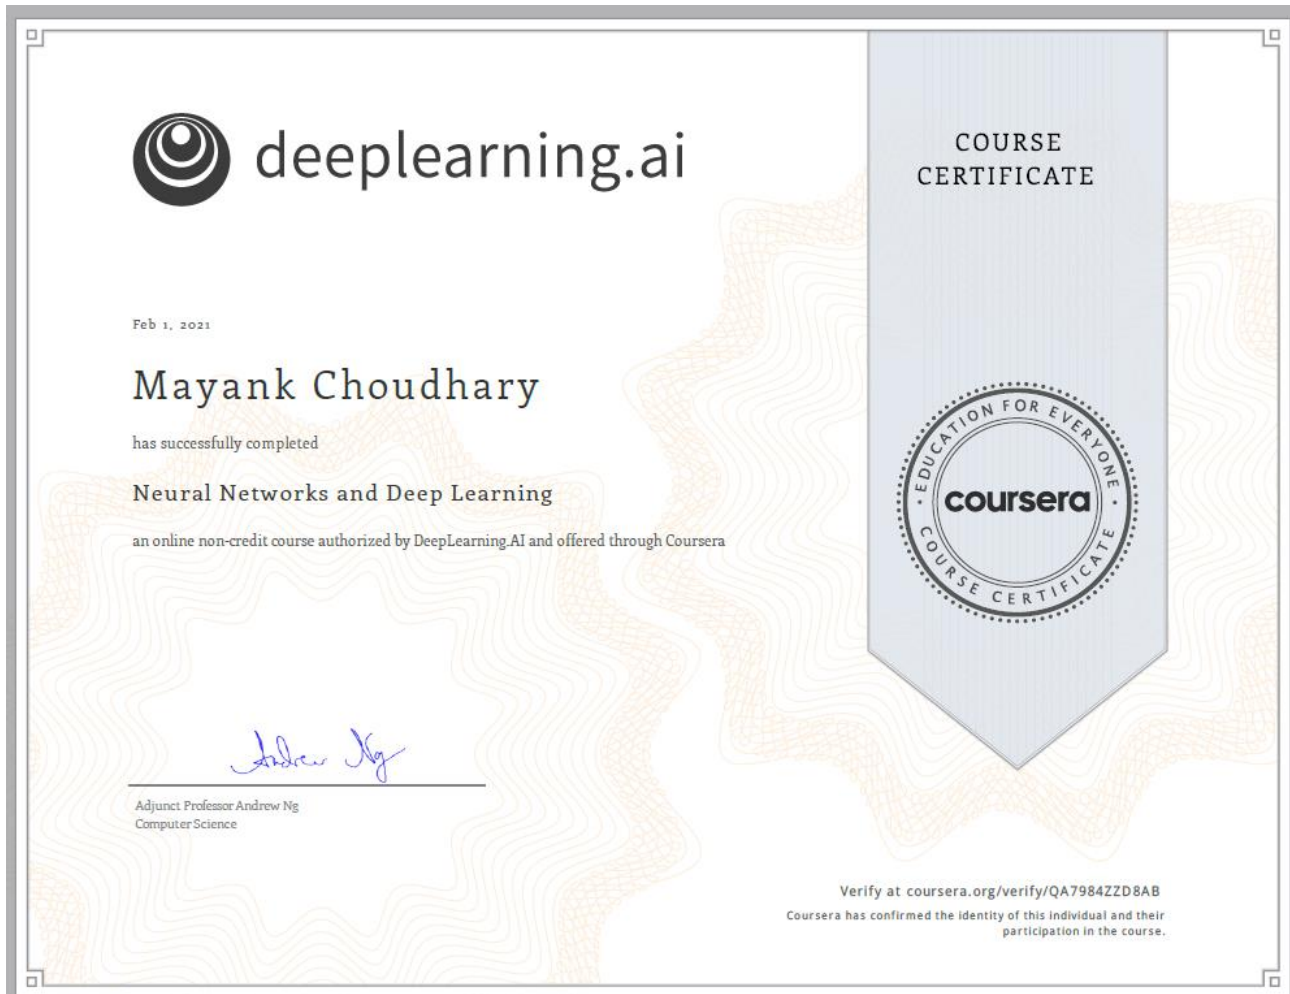 deeplearning.ai
COURSE
CERTIFICATE
Feb 1, 2021
Mayank Choudhary
has successfully completed
Neural Networks and Deep Learning
an online non-credit course authorized by DeepLearning.AI and offered through Coursera
EDUCATION FOR EVERYONE
coursera
COURSE CERTIFICATE
Andrew Ng
Adjunct Professor Andrew Ng
Computer Science
Verify at coursera.org/verify/QA7984ZZD8AB
Coursera has confirmed the identity of this individual and their
participation in the course.